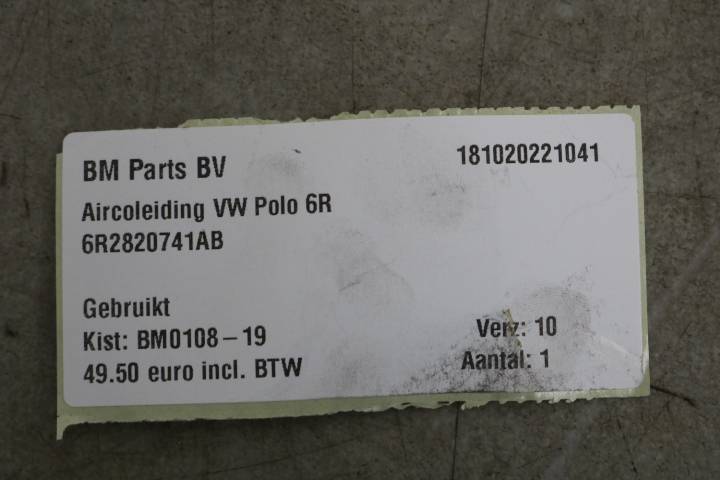 BM Parts BV 181020221041
Aircoleiding VW Polo 6R
6R2820741AB
Gebruikt
Kist: BM0108-19 Verz: 10
49.50 euro incl. BTW Aantal: 1